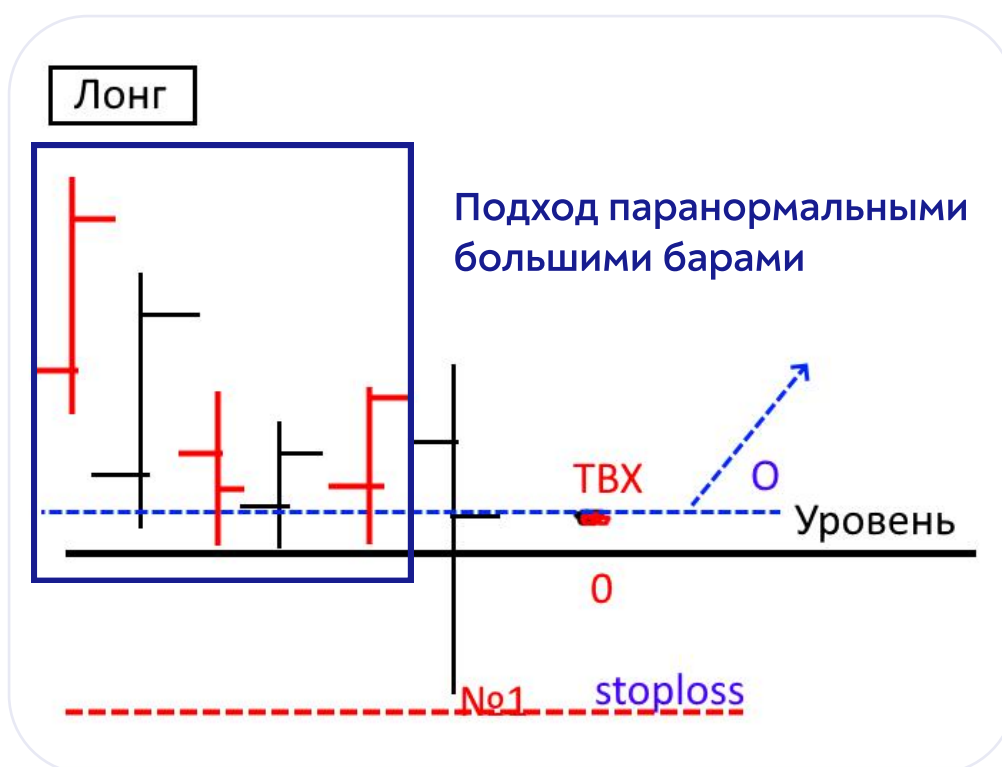 Лонг
Подход паранормальными
большими барами
ТВХ
О
Уровень
0
№1
stoploss